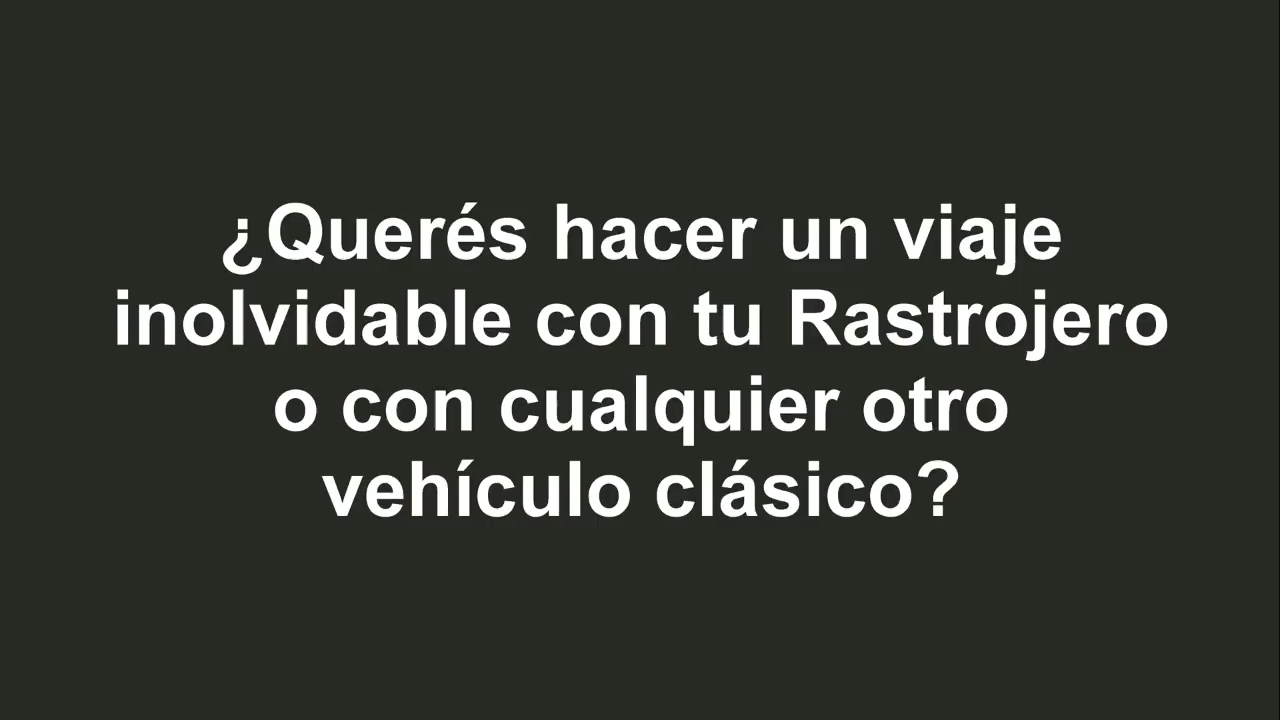 ¿Querés hacer un viaje
inolvidable con tu Rastrojero
o con cualquier otro
vehículo clásico?